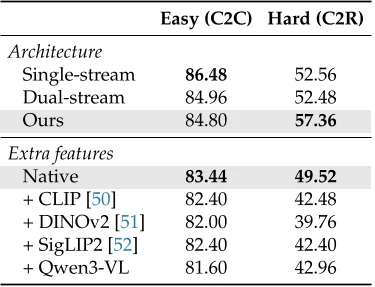 Easy (C2C) Hard (C2R)
Architecture
Single-stream 86.48 52.56
Dual-stream 84.96 52.48
Ours 84.80 57.36
Extra features
Native 83.44 49.52
+ CLIP [50] 82.40 42.48
+ DINOv2 [51] 82.00 39.76
+ SigLIP2 [52] 82.40 42.40
+ Qwen3-VL 81.60 42.96